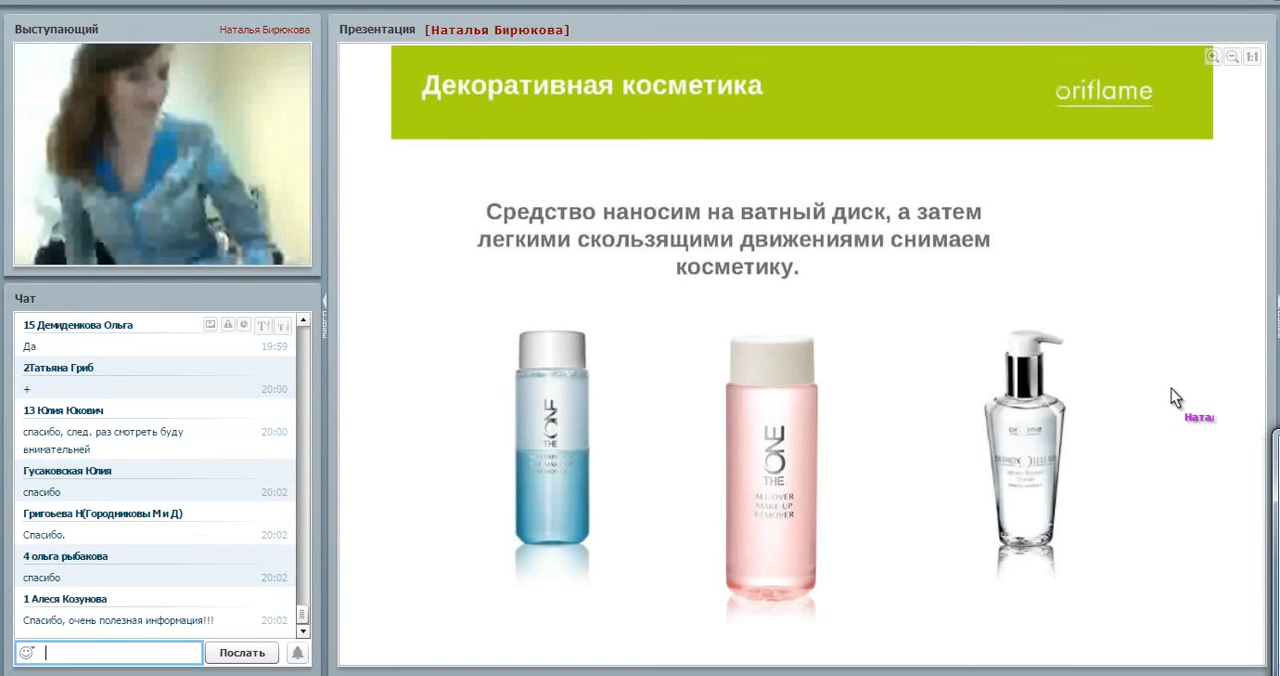 Выступающий
Наталья Бирюкова
Чат
15 Демиденкова Ольга
Да
19:59
2Татьяна Гриб
+
20:00
13 Юлия Юкович
спасибо, след. раз смотреть буду
20:00
внимательней
Гусаковская Юлия
спасибо
20:02
Григоьева Н(Городниковы М и Д)
Спасибо.
20:02
4 ольга рыбакова
спасибо
20:02
1 Алеся Козунова
Спасибо, очень полезная информация!!!
20:02
Послать
Презентация [Наталья Бирюкова]
1:1
Декоративная косметика
oriflame
Средство наносим на ватный диск, а затем
легкими скользящими движениями снимаем
косметику.
THE ONE
THE ONE
ALL-OVER
MAKE-UP
REMOVER
oriflame
Ната